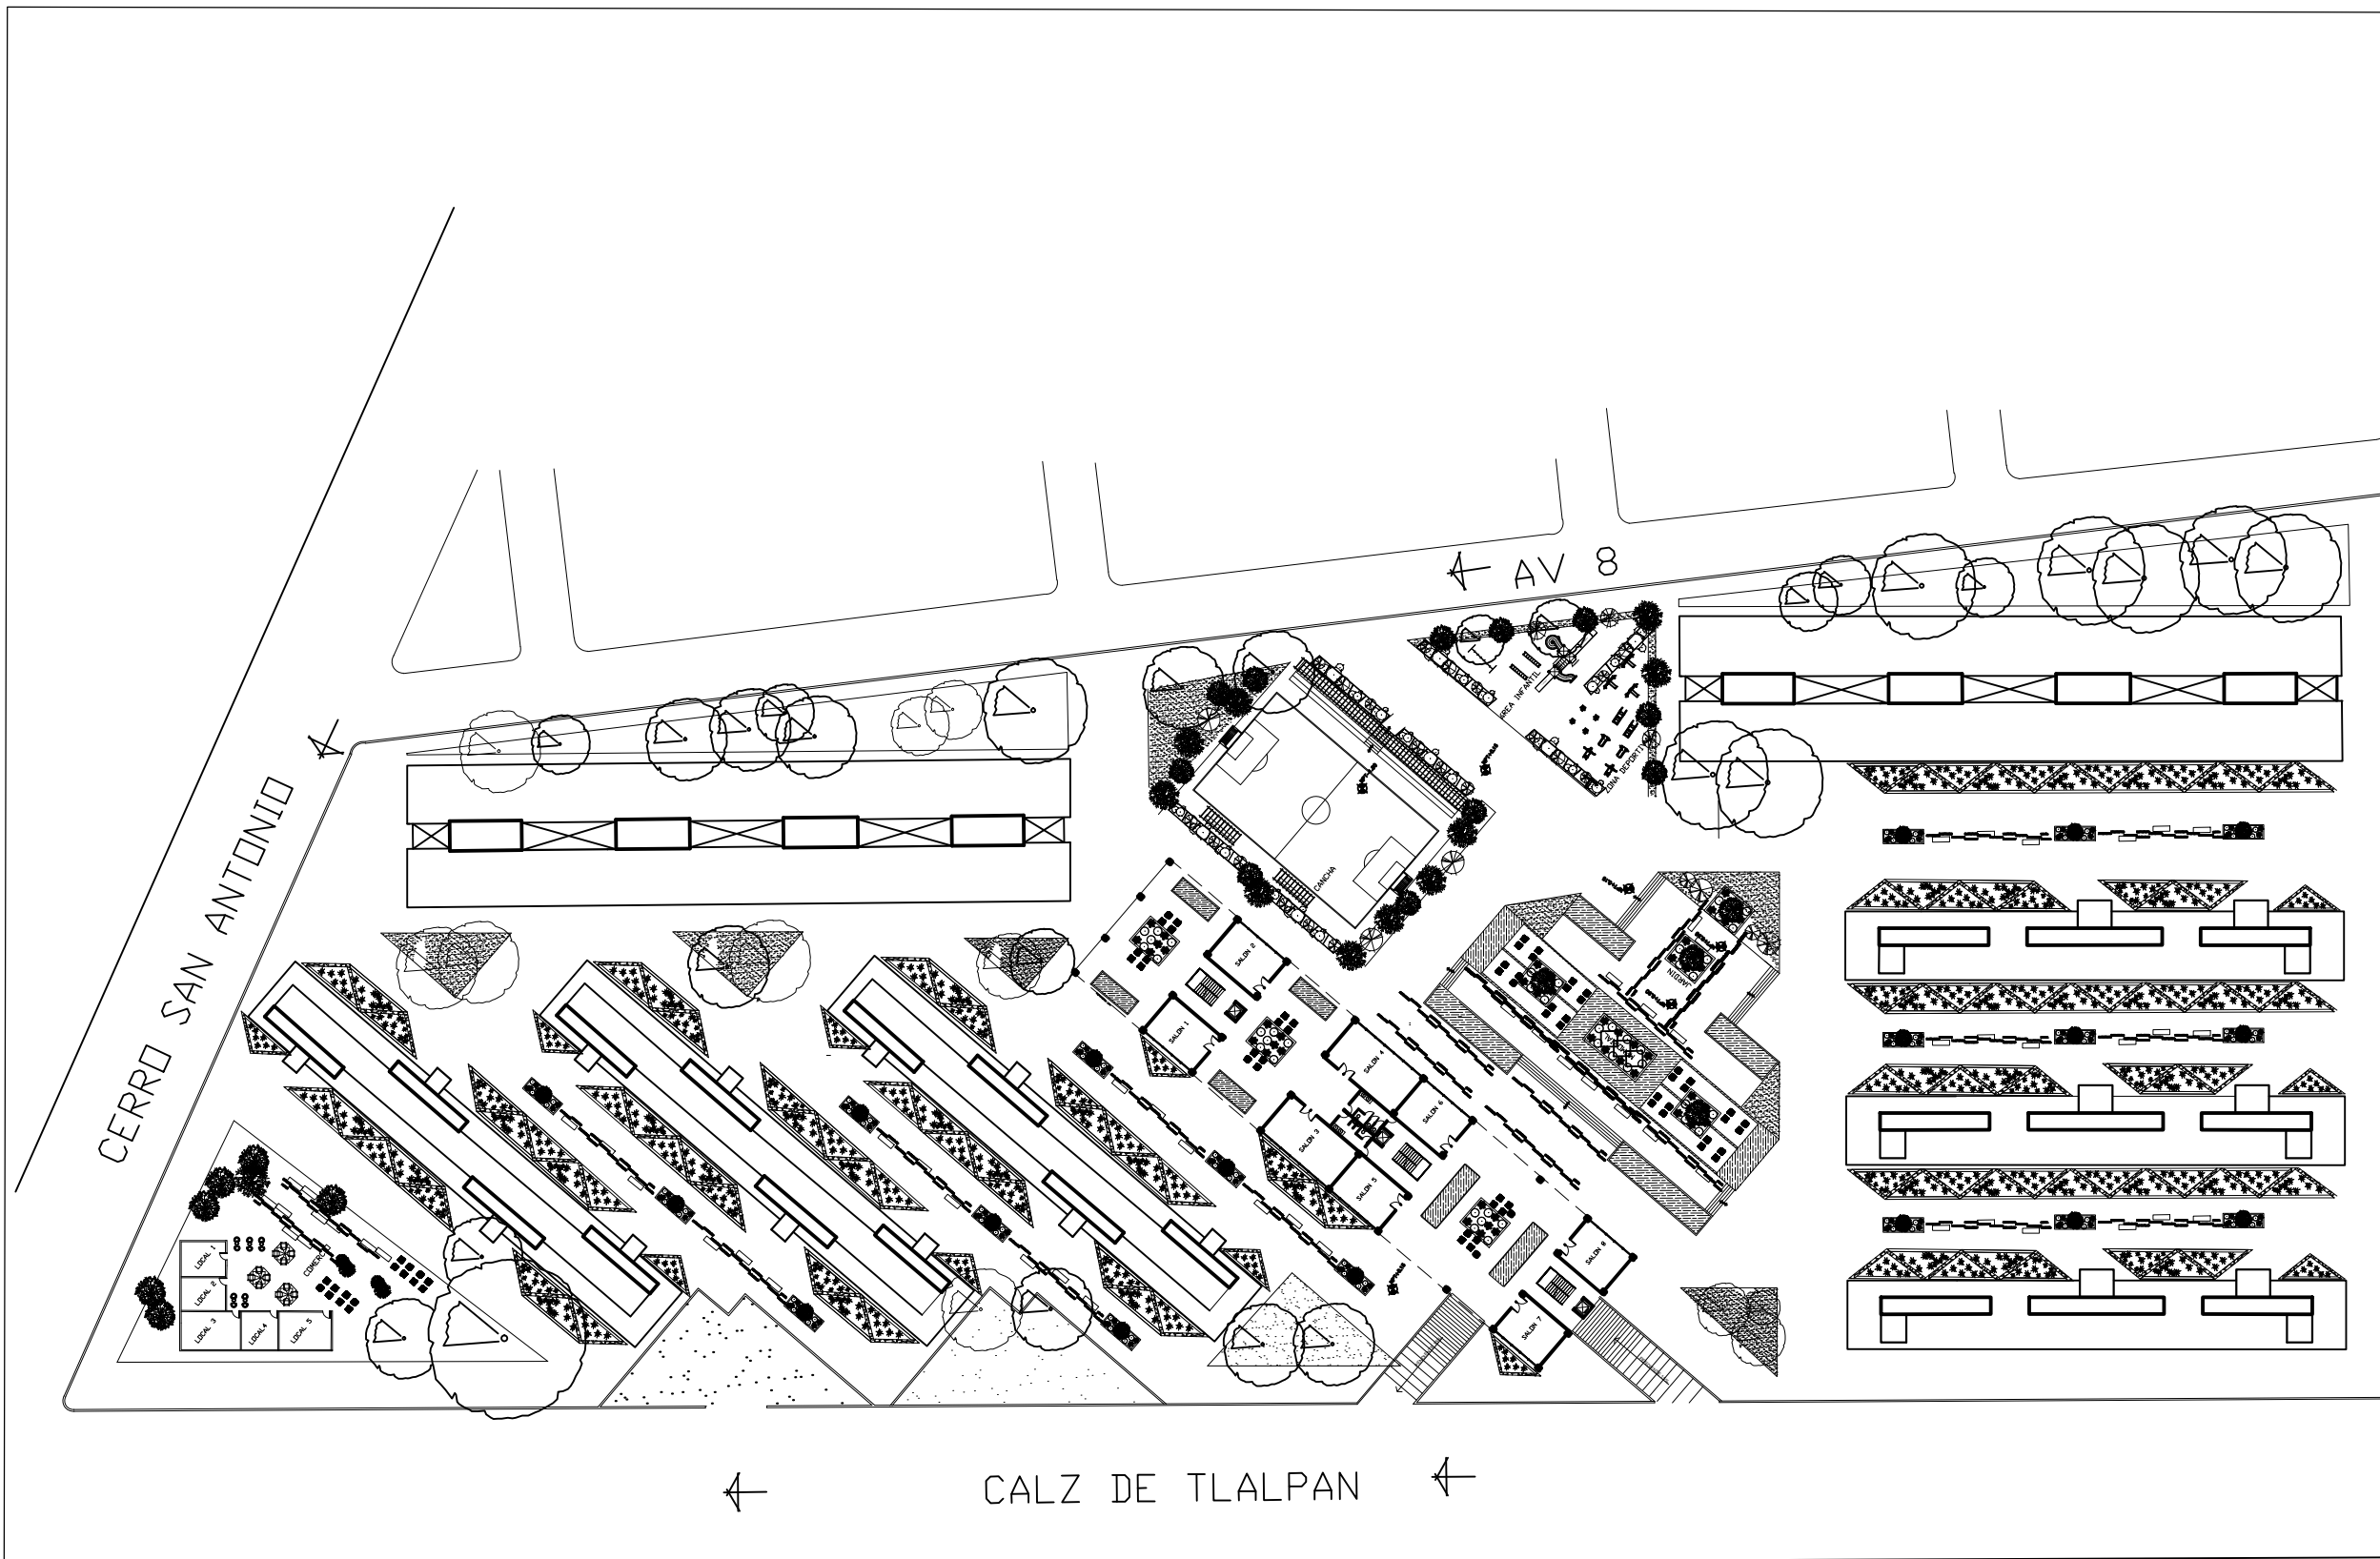 AV 8
CERRO SAN ANTONIO
AREA INFANTIL
CANCHA
JARDIN
SALON 2
SALON 1
SALON 4
SALON 6
SALON 3
SALON 5
SALON 8
SALON 7
LOCAL 1
LOCAL 2
LOCAL 3
LOCAL 4
LOCAL 5
CALZ DE TLALPAN